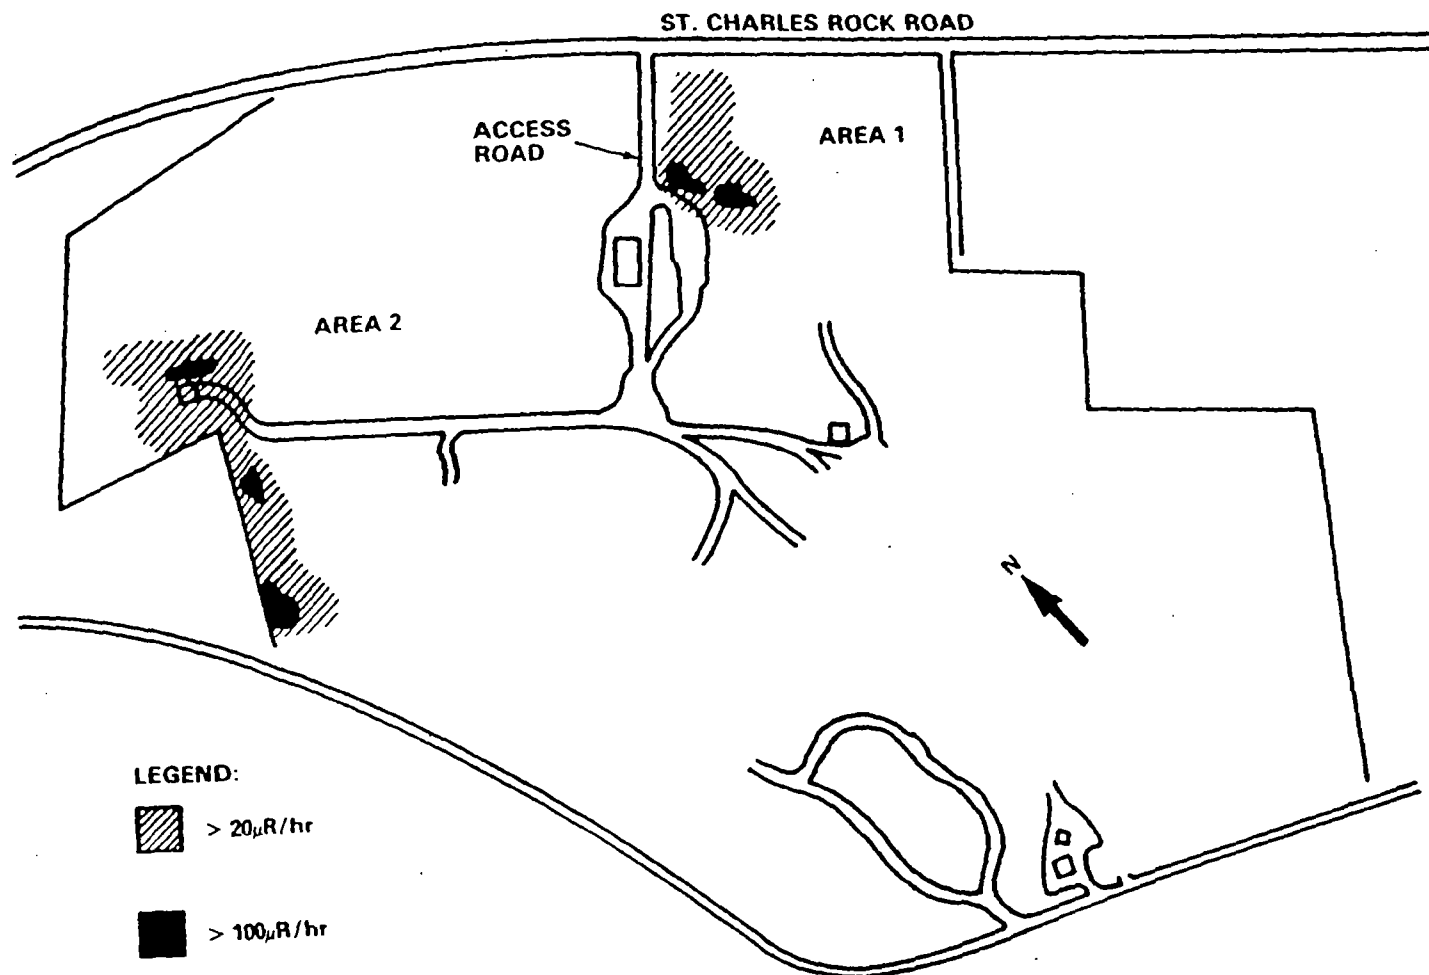 ST. CHARLES ROCK ROAD
ACCESS
ROAD
AREA 1
AREA 2
N
LEGEND:
> 20μR/hr
> 100μR/hr